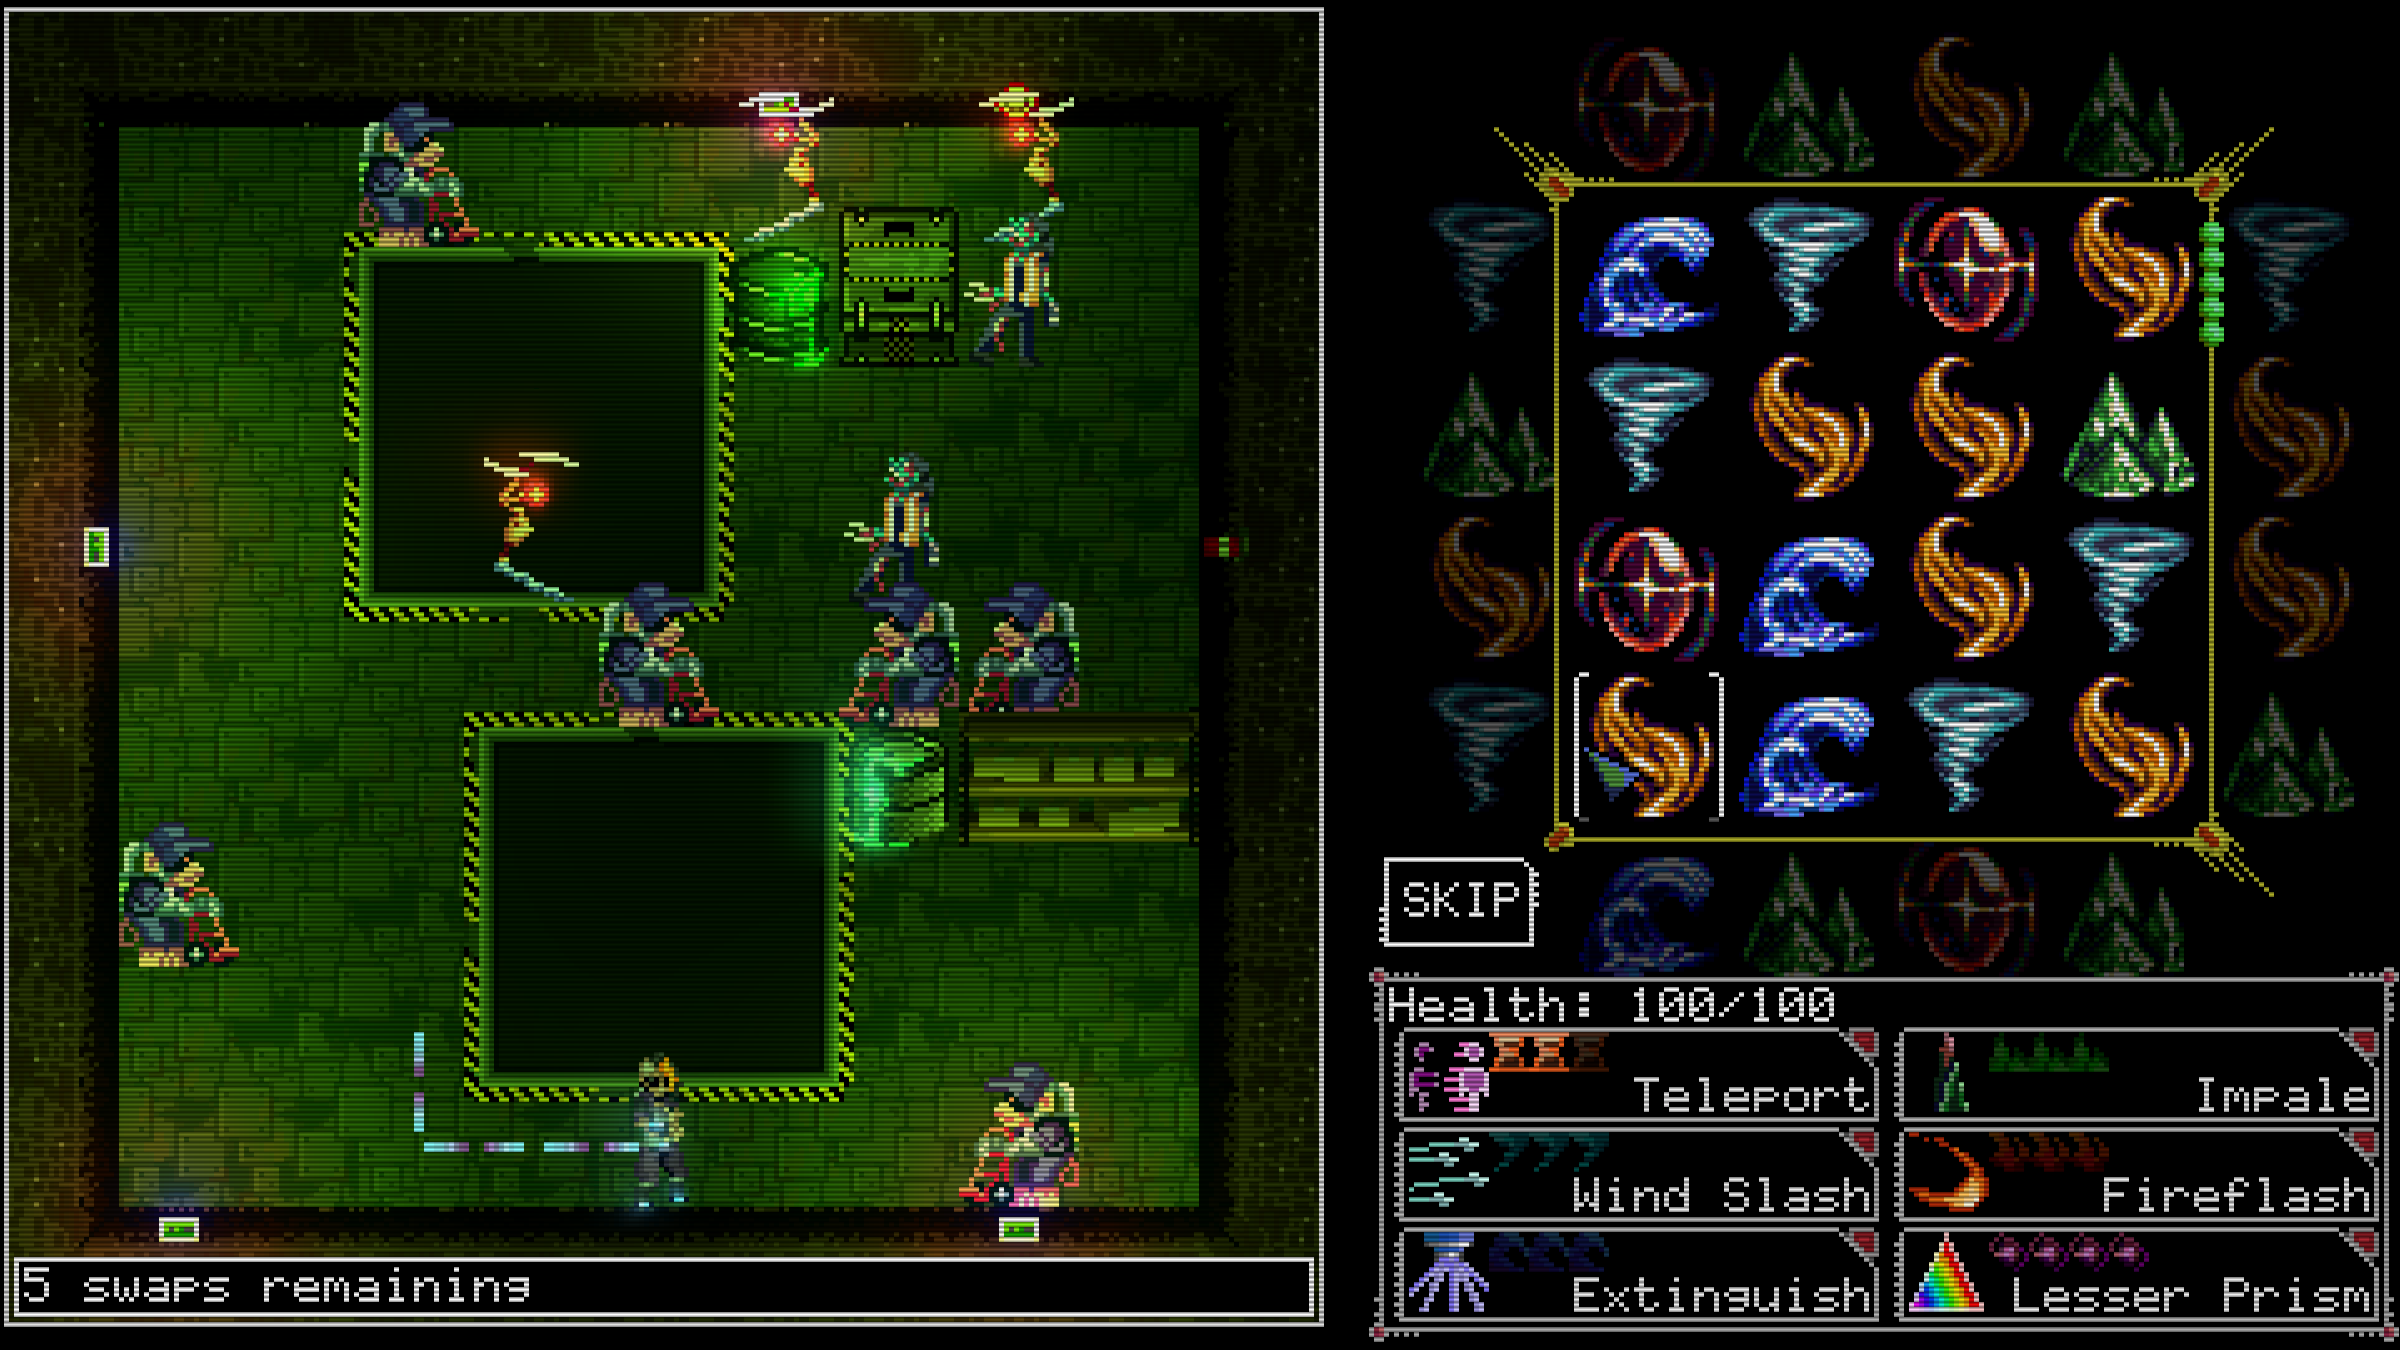 SKIP
Health: 100/100
Teleport
Impale
Wind Slash
Fireflash
Extinguish
Lesser Prism
5 swaps remaining